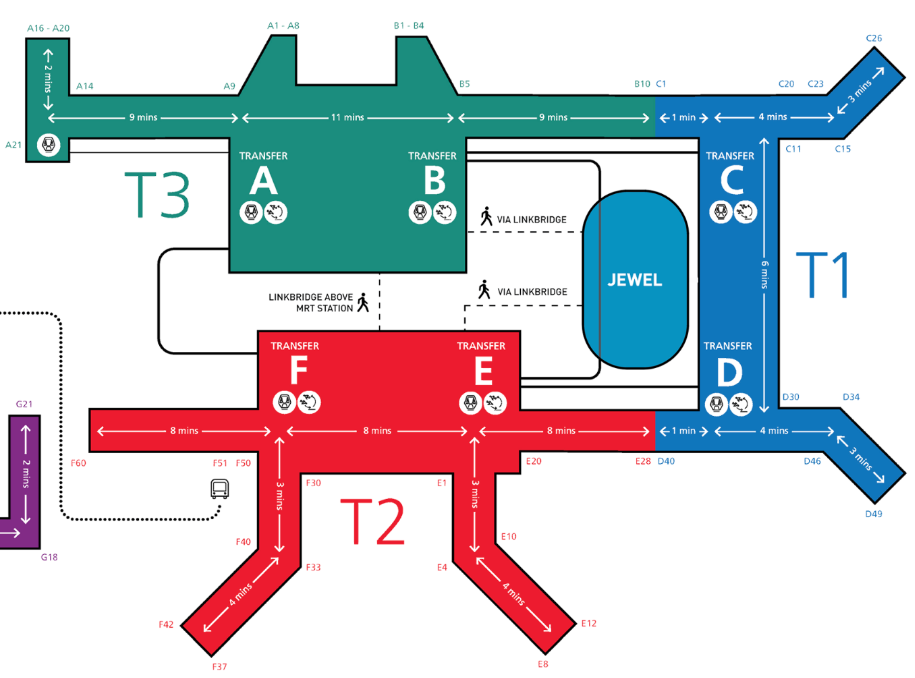 A16 - A20
A1 - A8
B1 - B4
C26
2 mins
A14
A9
B5
B10
C1
C20
C23
3 mins
9 mins
11 mins
9 mins
1 min
4 mins
A21
C11
C15
T3
TRANSFER
A
TRANSFER
B
TRANSFER
C
VIA LINKBRIDGE
6 mins
T1
JEWEL
LINKBRIDGE ABOVE
MRT STATION
VIA LINKBRIDGE
TRANSFER
F
TRANSFER
E
TRANSFER
D
G21
2 mins
G18
D30
D34
8 mins
8 mins
8 mins
1 min
4 mins
3 mins
F60
F51
F50
F30
E1
E20
E28
D40
D46
D49
3 mins
T2
3 mins
F40
F33
E4
E10
4 mins
4 mins
F42
F37
E12
E8